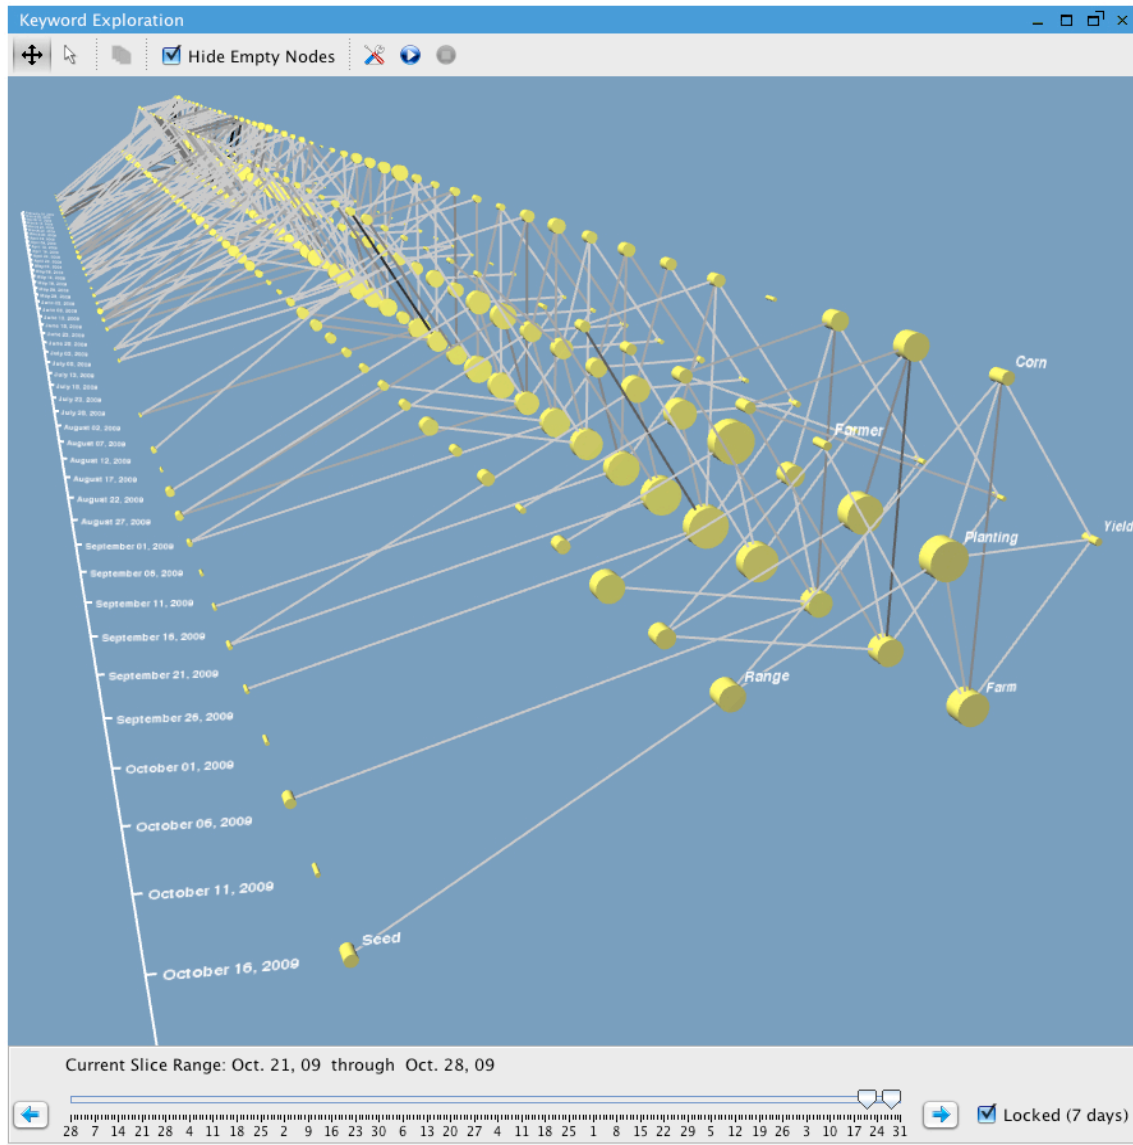 Keyword Exploration
Hide Empty Nodes
Corn
Farmer
Yield
Planting
Range
Farm
Seed
August 02, 2009
August 07, 2009
August 12, 2009
August 17, 2009
August 22, 2009
August 27, 2009
September 01, 2009
September 06, 2009
September 11, 2009
September 16, 2009
September 21, 2009
September 26, 2009
October 01, 2009
October 06, 2009
October 11, 2009
October 16, 2009
Current Slice Range: Oct. 21, 09 through Oct. 28, 09
28 7 14 21 28 4 11 18 25 2 9 16 23 30 6 13 20 27 4 11 18 25 1 8 15 22 29 5 12 19 26 3 10 17 24 31
Locked (7 days)